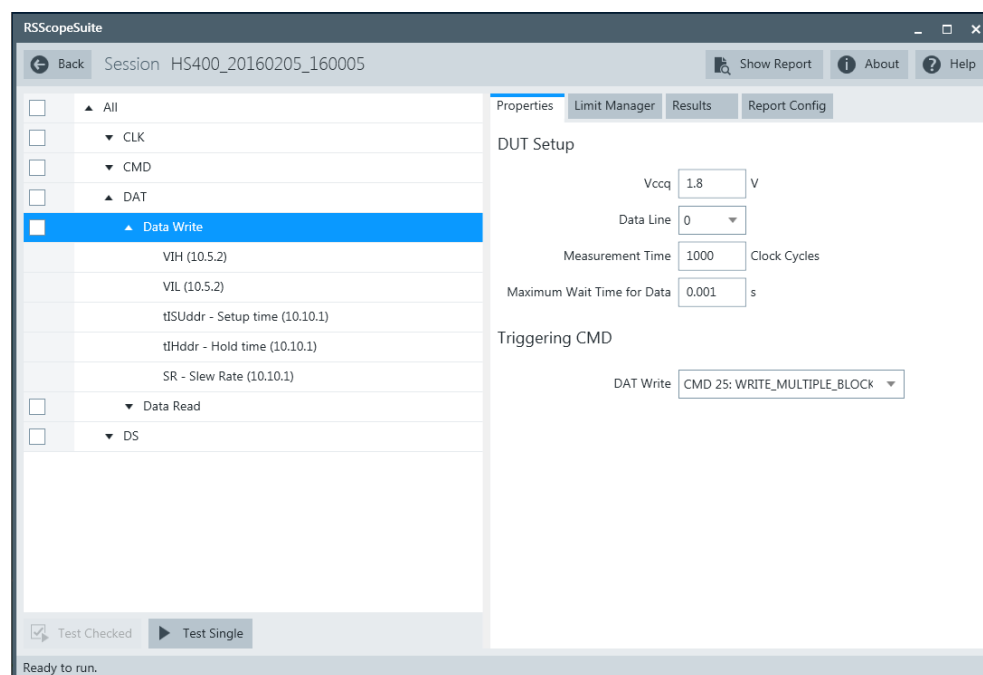 RSScopeSuite
Back Session HS400_20160205_160005 Show Report About Help
All
CLK
CMD
DAT
Data Write
VIH (10.5.2)
VIL (10.5.2)
tISUddr - Setup time (10.10.1)
tIHddr - Hold time (10.10.1)
SR - Slew Rate (10.10.1)
Data Read
DS
Test Checked Test Single
Properties Limit Manager Results Report Config
DUT Setup
Vccq 1.8 V
Data Line 0
Measurement Time 1000 Clock Cycles
Maximum Wait Time for Data 0.001 s
Triggering CMD
DAT Write CMD 25: WRITE_MULTIPLE_BLOCK
Ready to run.